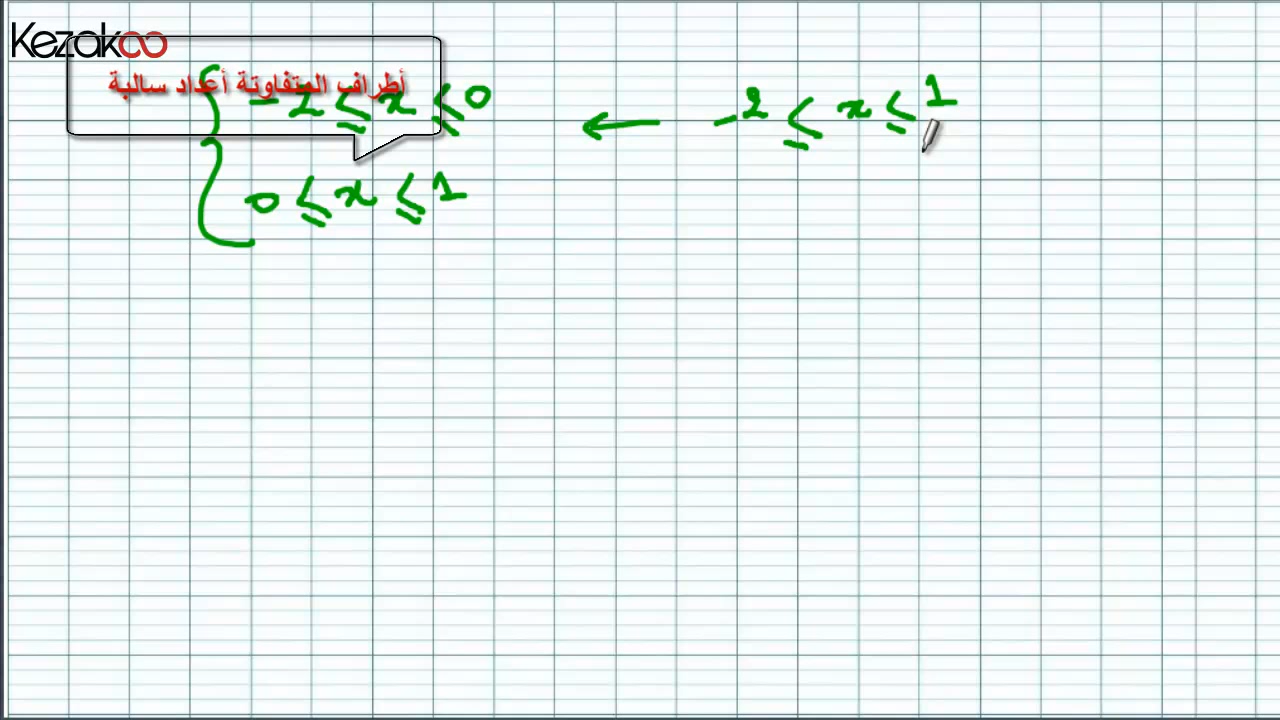 Kezakoo
أطراف المتفاوتة أعداد سالبة
-2 ≤ x ≤ 1
←
-2 ≤ x ≤ 0
0 ≤ x ≤ 1